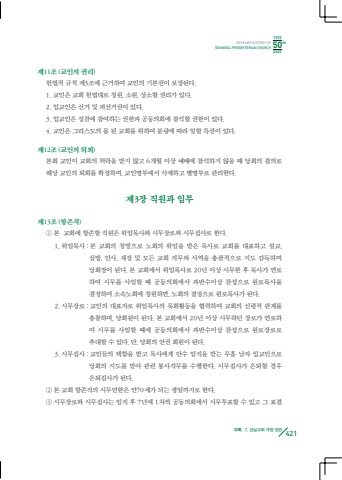 1972
50 YEARS HISTORY OF
SEONGIL PRESBYTERIAN CHURCH
50th
2022
제11조 (교인의 권리)
헌법적 규칙 제3조에 근거하여 교인의 기본권이 보장된다.
1. 교인은 교회 헌법대로 청원, 소원, 상소할 권리가 있다.
2. 입교인은 선거 및 피선거권이 있다.
3. 입교인은 성찬에 참여하는 권한과 공동의회에 참석할 권한이 있다.
4. 교인은 그리스도의 몸 된 교회를 위하여 분량에 따라 일할 특권이 있다.
제12조 (교인의 퇴회)
본회 교인이 교회의 허락을 받지 않고 6개월 이상 예배에 참석하지 않을 때 당회의 결의로
해당 교인의 퇴회를 확정하며, 교인명부에서 삭제하고 별명부로 관리한다.
제3장 직원과 임무
제13조 (항존직)
① 본 교회에 항존할 직원은 위임목사와 시무장로와 시무집사로 한다.
1. 위임목사 : 본 교회의 청빙으로 노회의 위임을 받은 목사로 교회를 대표하고 설교,
심방, 인사, 재정 및 모든 교회 직무와 사역을 총괄적으로 지도 감독하며
당회장이 된다. 본 교회에서 위임목사로 20년 이상 시무한 후 목사가 연로
하여 시무를 사임할 때 공동의회에서 과반수이상 찬성으로 원로목사를
결정하여 소속노회에 청원하면, 노회의 결정으로 원로목사가 된다.
2. 시무장로 : 교인의 대표자로 위임목사의 목회활동을 협력하며 교회의 신령적 관계를
총찰하며, 당회원이 된다. 본 교회에서 20년 이상 시무하던 장로가 연로하
여 시무를 사임할 때에 공동의회에서 과반수이상 찬성으로 원로장로로
추대할 수 있다. 단, 당회의 언권 회원이 된다.
3. 시무집사 : 교인들의 택함을 받고 목사에게 안수 임직을 받는 무흠 남자 입교인으로
당회의 지도를 받아 관련 봉사직무를 수행한다. 시무집사가 은퇴할 경우
은퇴집사가 된다.
② 본 교회 항존직의 시무연한은 만70세가 되는 생일까지로 한다.
③ 시무장로와 시무집사는 임직 후 7년에 1차씩 공동의회에서 시무투표할 수 있고 그 표결
부록_ 7. 성일교회 개정 정관
421